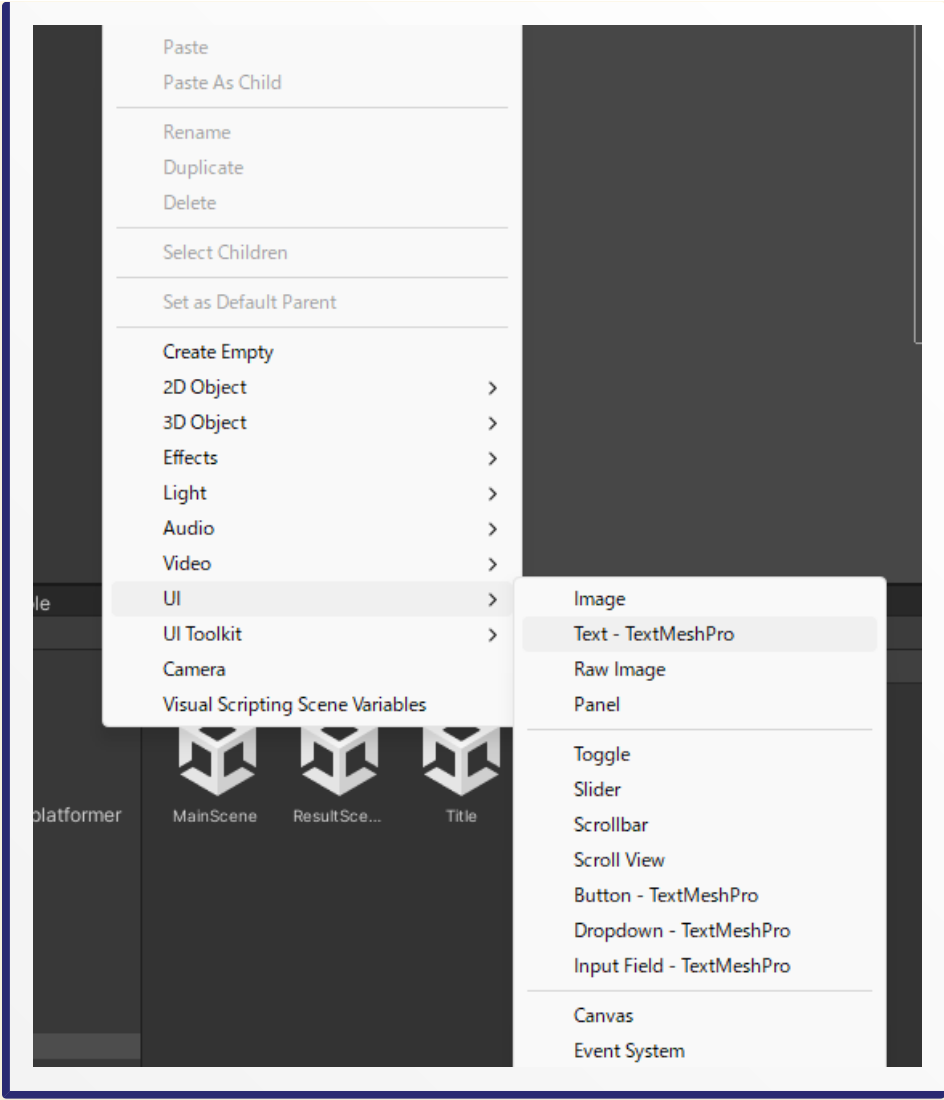 Paste
Paste As Child
Rename
Duplicate
Delete
Select Children
Set as Default Parent
Create Empty
2D Object
3D Object
Effects
Light
Audio
Video
UI
UI Toolkit
Camera
Visual Scripting Scene Variables
Image
Text - TextMeshPro
Raw Image
Panel
Toggle
Slider
Scrollbar
Scroll View
Button - TextMeshPro
Dropdown - TextMeshPro
Input Field - TextMeshPro
Canvas
Event System
platformer
MainScene
ResultSce...
Title